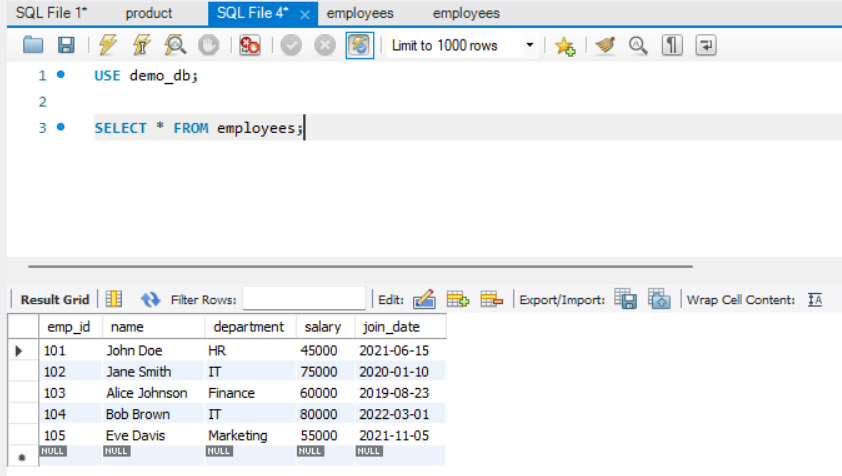 SQL File 1* product SQL File 4* × employees employees
Limit to 1000 rows
1 USE demo_db;
2
3 SELECT * FROM employees;
Result Grid Filter Rows: Edit: Export/Import: Wrap Cell Content: IA
emp_id name department salary join_date
101 John Doe HR 45000 2021-06-15
102 Jane Smith IT 75000 2020-01-10
103 Alice Johnson Finance 60000 2019-08-23
104 Bob Brown IT 80000 2022-03-01
105 Eve Davis Marketing 55000 2021-11-05
NULL NULL NULL NULL NULL